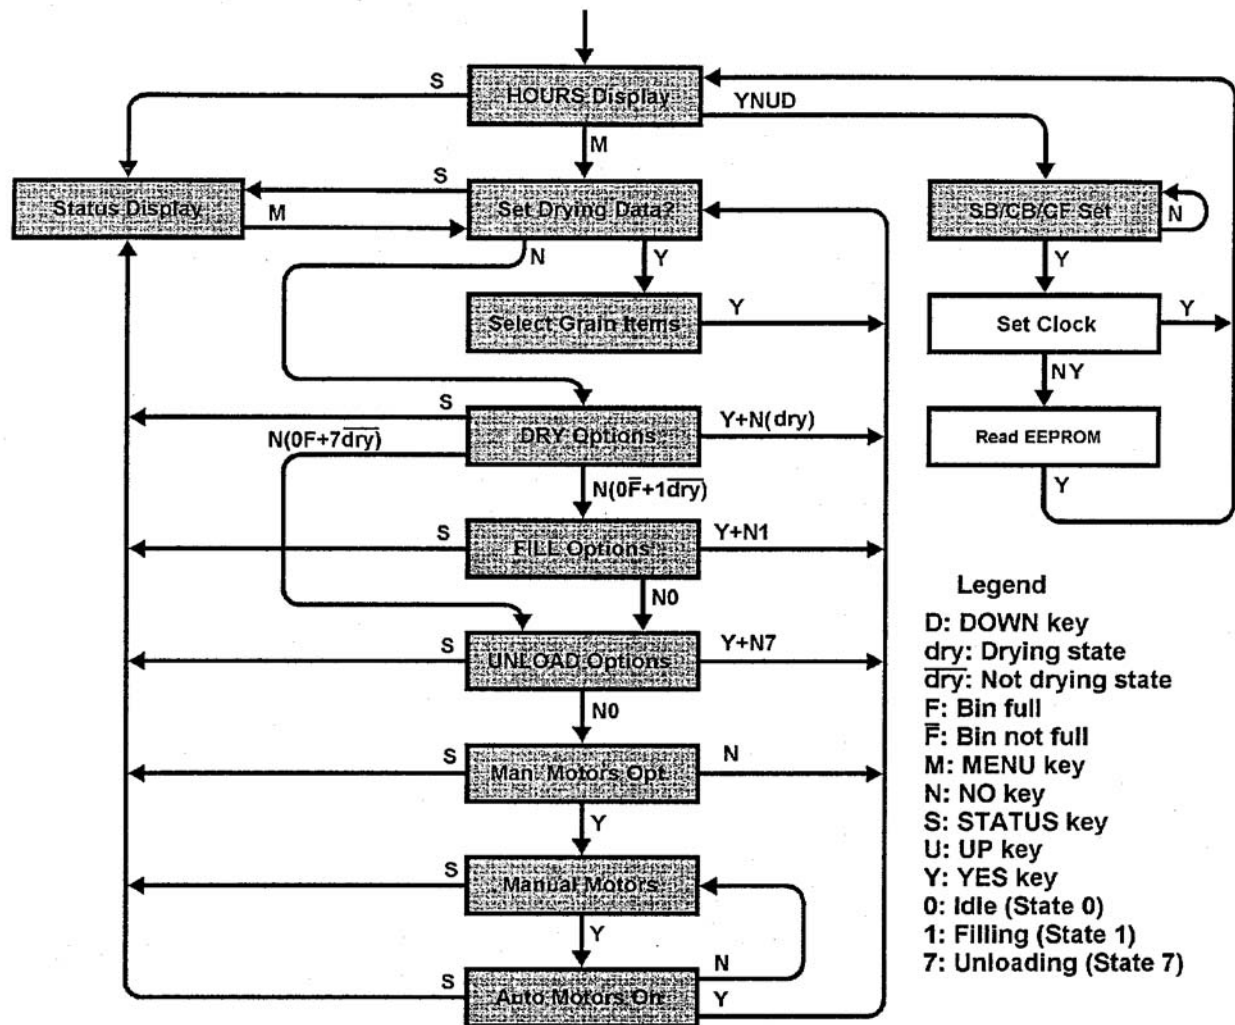 S
HOURS Display
YNUD
M
Status Display
S
M
Set Drying Data?
SB/CB/GF Set
N
N
Y
Y
Select Grain Items
Y
Set Clock
Y
NY
S
DRY Options
Y+N(dry)
Read EEPROM
N(0F+7d̅r̅y̅)
N(0F̅+1d̅r̅y̅)
Y
S
FILL Options
Y+N1
N0
S
UNLOAD Options
Y+N7
N0
S
Man. Motors Opt
N
Y
S
Manual Motors
Y
S
Auto Motors On
N
Y
Legend
D: DOWN key
dry: Drying state
d̅r̅y̅: Not drying state
F: Bin full
F̅: Bin not full
M: MENU key
N: NO key
S: STATUS key
U: UP key
Y: YES key
0: Idle (State 0)
1: Filling (State 1)
7: Unloading (State 7)